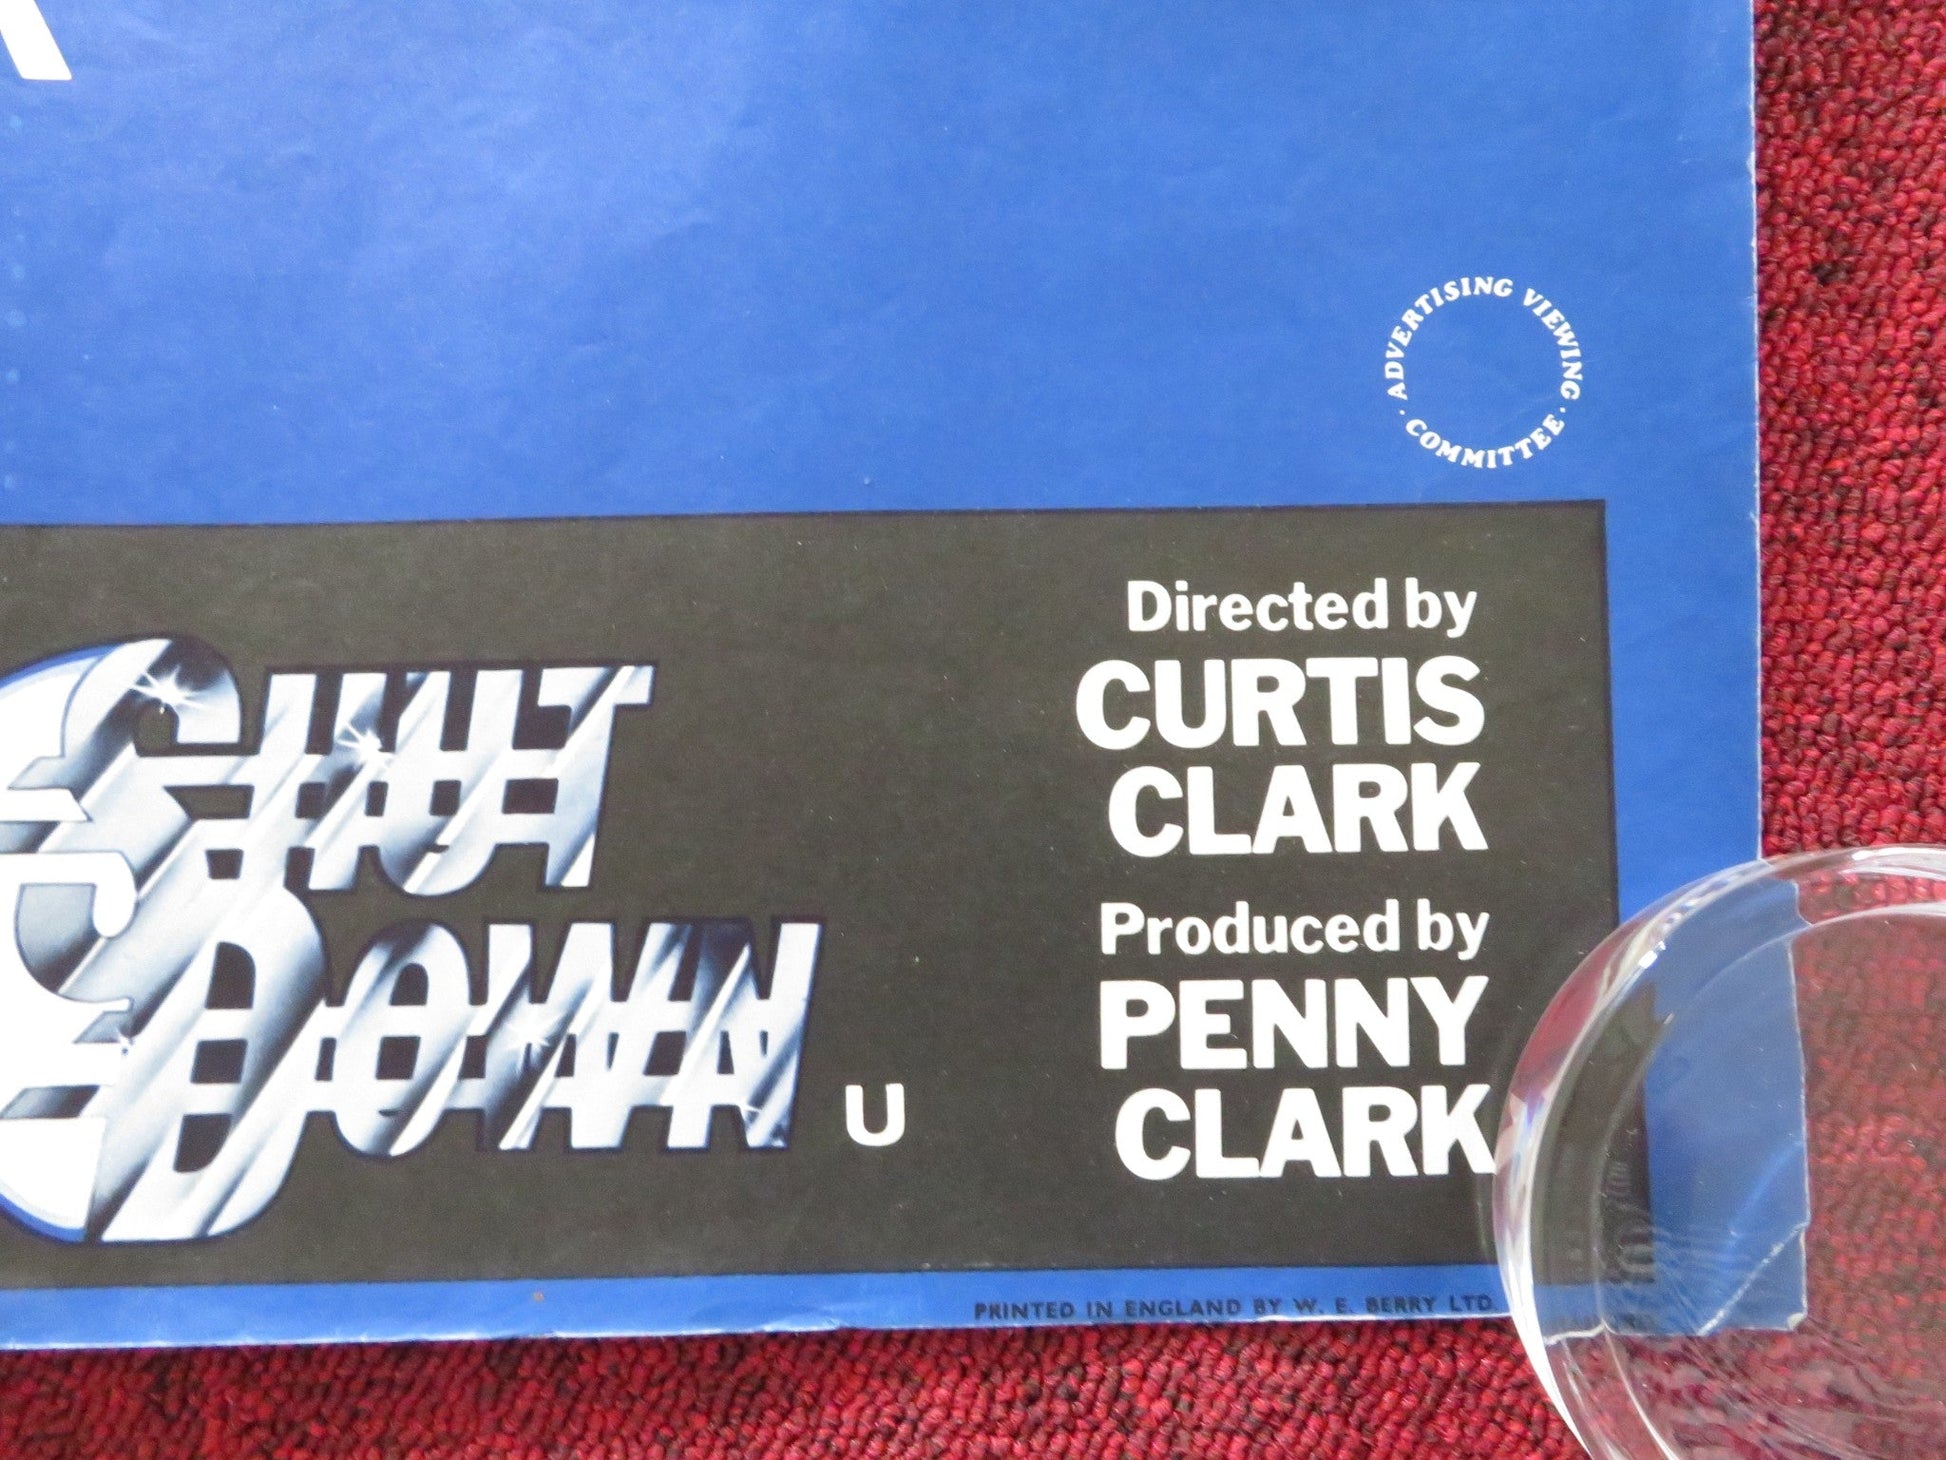 ADVERTISING VIEWING
· COMMITTEE ·
SHUT
DOWN
U
Directed by
CURTIS
CLARK
Produced by
PENNY
CLARK
PRINTED IN ENGLAND BY W. E. BERRY LTD.